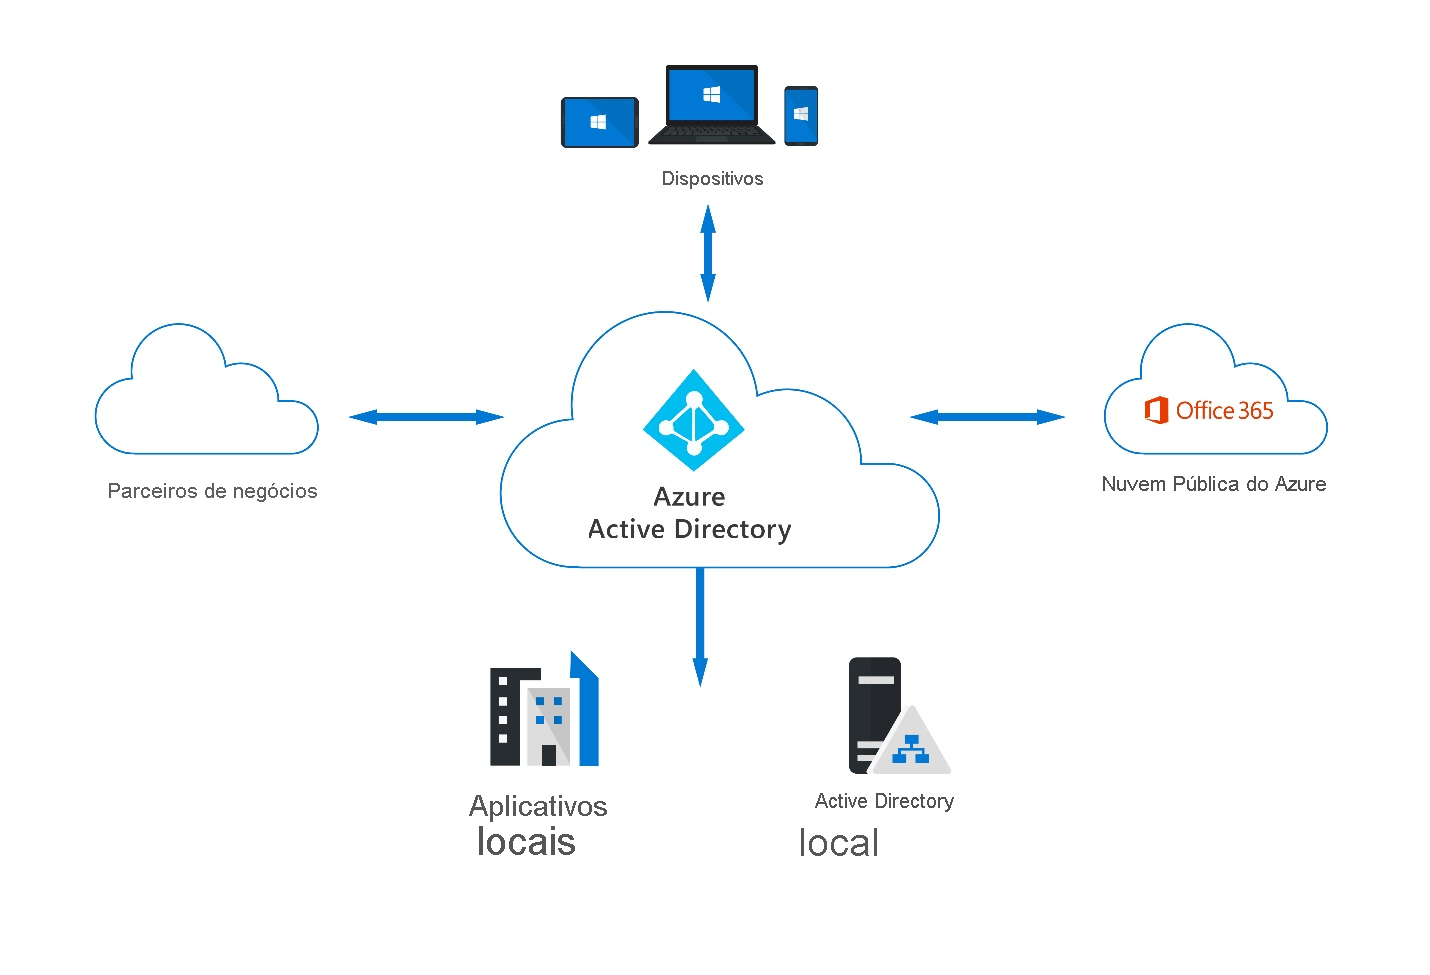 Dispositivos
Parceiros de negócios
Azure
Active Directory
Office 365
Nuvem Pública do Azure
Aplicativos
locais
Active Directory
local